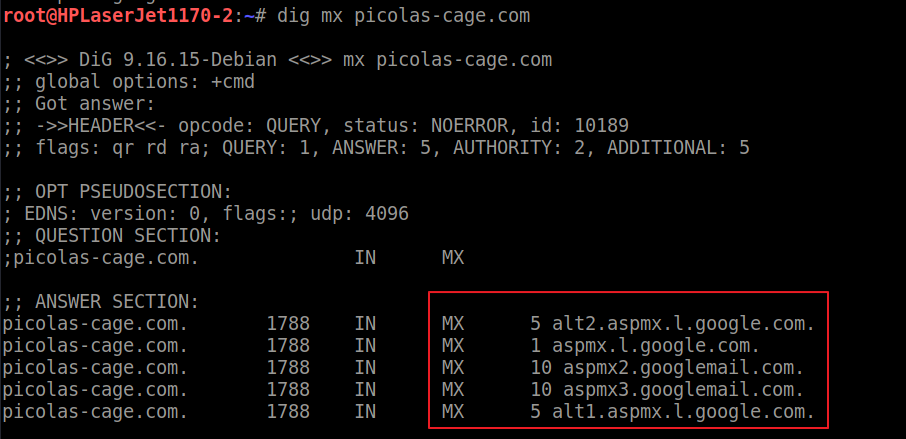 root@HPLaserJet1170-2:~# dig mx picolas-cage.com
; <<>> DiG 9.16.15-Debian <<>> mx picolas-cage.com
;; global options: +cmd
;; Got answer:
;; ->>HEADER<<- opcode: QUERY, status: NOERROR, id: 10189
;; flags: qr rd ra; QUERY: 1, ANSWER: 5, AUTHORITY: 2, ADDITIONAL: 5
;; OPT PSEUDOSECTION:
; EDNS: version: 0, flags:; udp: 4096
;; QUESTION SECTION:
;picolas-cage.com. IN MX
;; ANSWER SECTION:
picolas-cage.com. 1788 IN MX 5 alt2.aspmx.l.google.com.
picolas-cage.com. 1788 IN MX 1 aspmx.l.google.com.
picolas-cage.com. 1788 IN MX 10 aspmx2.googlemail.com.
picolas-cage.com. 1788 IN MX 10 aspmx3.googlemail.com.
picolas-cage.com. 1788 IN MX 5 alt1.aspmx.l.google.com.